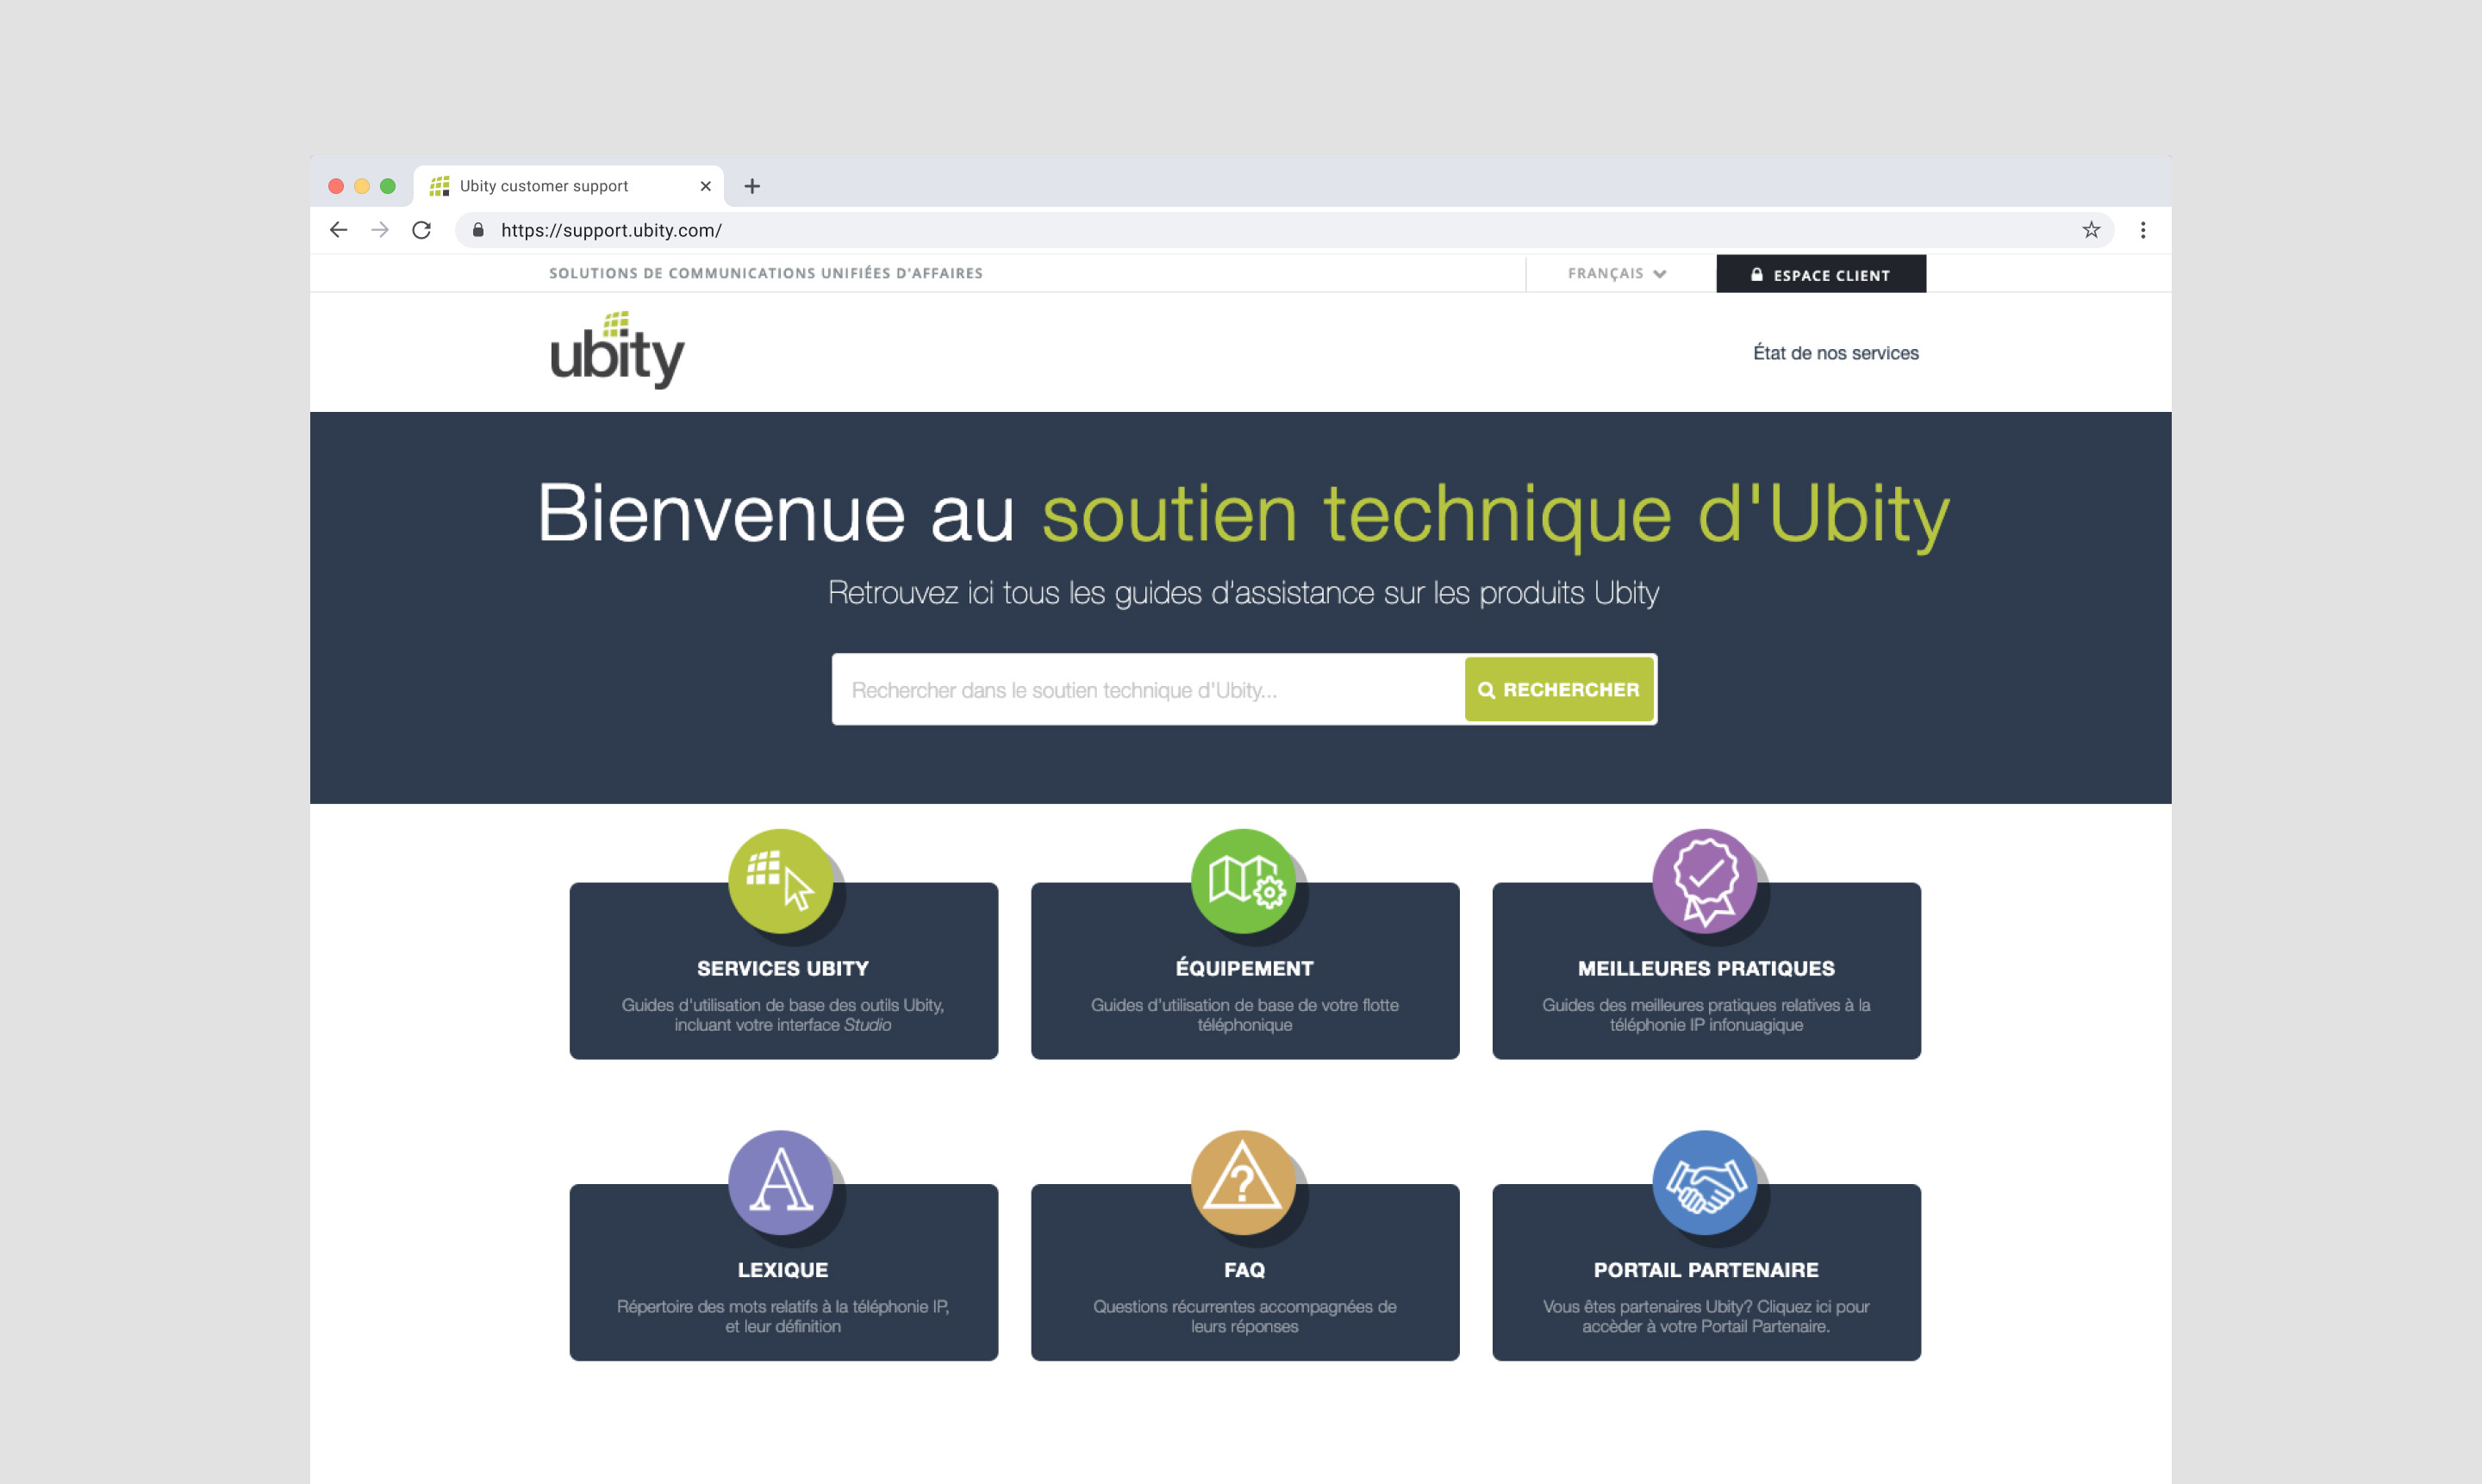 Ubity customer support
https://support.ubity.com/
SOLUTIONS DE COMMUNICATIONS UNIFIÉES D'AFFAIRES
FRANÇAIS
ESPACE CLIENT
ubity
État de nos services
Bienvenue au soutien technique d'Ubity
Retrouvez ici tous les guides d'assistance sur les produits Ubity
Rechercher dans le soutien technique d'Ubity...
RECHERCHER
SERVICES UBITY
Guides d'utilisation de base des outils Ubity,
incluant votre interface Studio
ÉQUIPEMENT
Guides d'utilisation de base de votre flotte
téléphonique
MEILLEURES PRATIQUES
Guides des meilleures pratiques relatives à la
téléphonie IP infonuagique
A
LEXIQUE
Répertoire des mots relatifs à la téléphonie IP,
et leur définition
?
FAQ
Questions récurrentes accompagnées de
leurs réponses
PORTAIL PARTENAIRE
Vous êtes partenaires Ubity? Cliquez ici pour
accèder à votre Portail Partenaire.